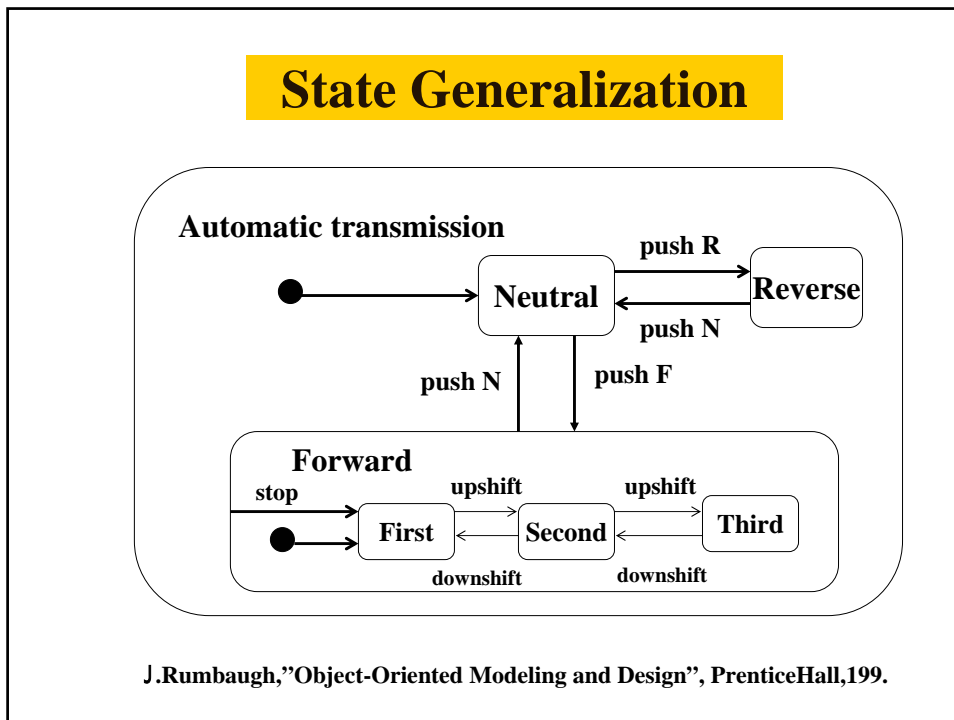 State Generalization
Automatic transmission
push R
Neutral
Reverse
push N
push N
push F
Forward
stop
upshift
upshift
First
Second
Third
downshift
downshift
J.Rumbaugh,”Object-Oriented Modeling and Design”, PrenticeHall,199.